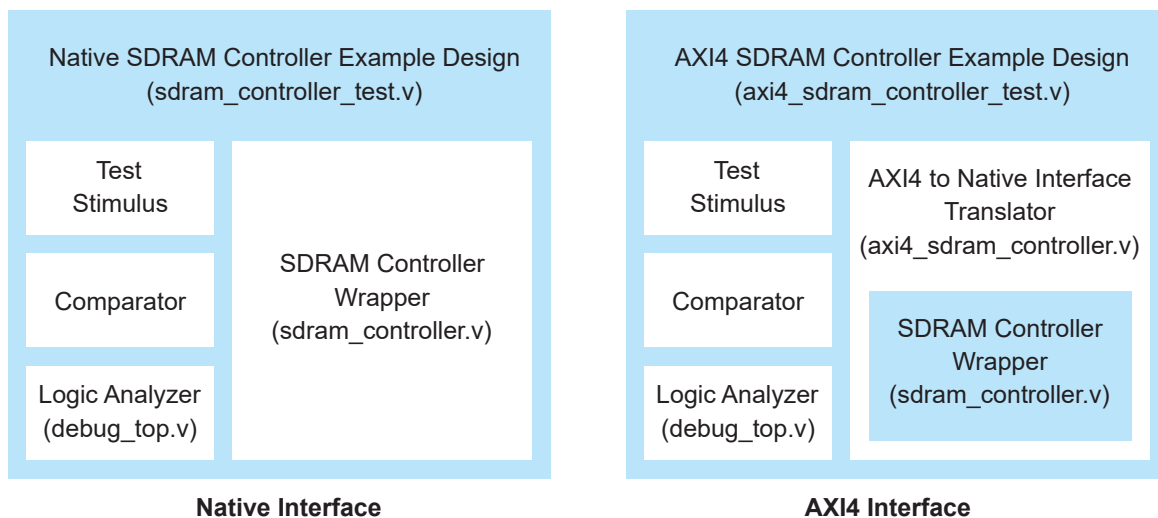 Native SDRAM Controller Example Design
(sdram_controller_test.v)
Test
Stimulus
Comparator
Logic Analyzer
(debug_top.v)
SDRAM Controller
Wrapper
(sdram_controller.v)
Native Interface
AXI4 SDRAM Controller Example Design
(axi4_sdram_controller_test.v)
Test
Stimulus
Comparator
Logic Analyzer
(debug_top.v)
AXI4 to Native Interface
Translator
(axi4_sdram_controller.v)
SDRAM Controller
Wrapper
(sdram_controller.v)
AXI4 Interface